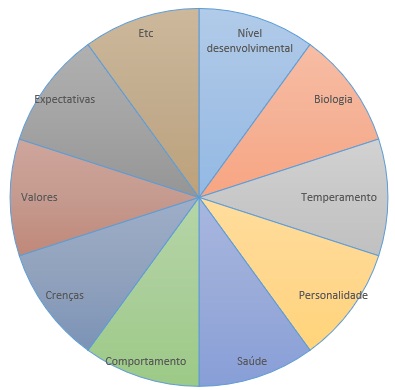 Nível
desenvolvimental
Biologia
Temperamento
Personalidade
Saúde
Comportamento
Crenças
Valores
Expectativas
Etc